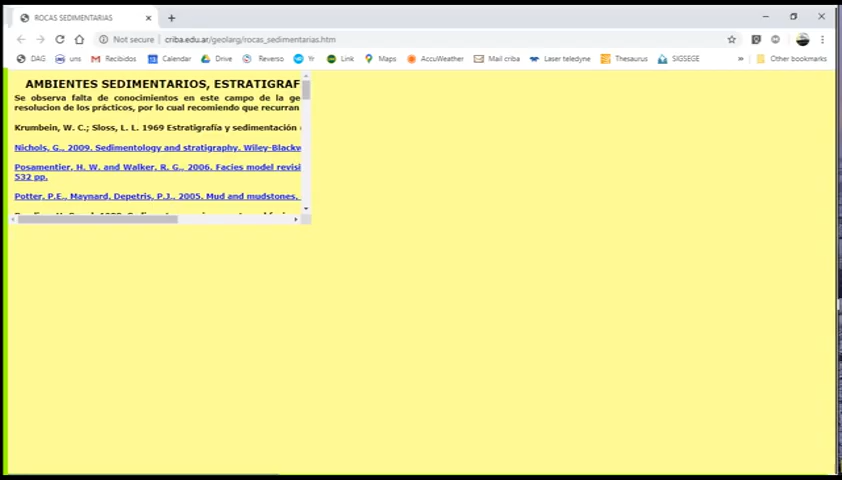 ROCAS SEDIMENTARIAS
Not secure
criba.edu.ar/geolarg/rocas_sedimentarias.htm
DAG uns Recibidos Calendar Drive Reverso Yr Link Maps AccuWeather Mail criba Laser teledyne Thesaurus SIGSEGE » Other bookmarks
AMBIENTES SEDIMENTARIOS, ESTRATIGRAF
Se observa falta de conocimientos en este campo de la ge
resolucion de los prácticos, por lo cual recomiendo que recurran
Krumbein, W. C.; Sloss, L. L. 1969 Estratigrafía y sedimentación
Nichols, G., 2009. Sedimentology and stratigraphy. Wiley-Blackw
Posamentier, H. W. and Walker, R. G., 2006. Facies model revisi
532 pp.
Potter, P.E., Maynard, Depetris, P.J., 2005. Mud and mudstones,